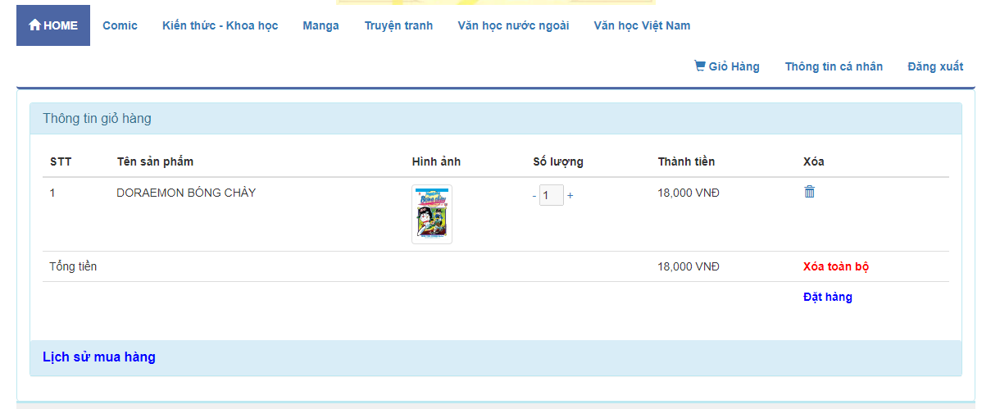 HOME Comic Kiến thức - Khoa học Manga Truyện tranh Văn học nước ngoài Văn học Việt Nam
Giỏ Hàng Thông tin cá nhân Đăng xuất
Thông tin giỏ hàng
STT Tên sản phẩm Hình ảnh Số lượng Thành tiền Xóa
1 DORAEMON BÓNG CHÀY - 1 + 18,000 VNĐ
Bóng chày
Tổng tiền 18,000 VNĐ Xóa toàn bộ
Đặt hàng
Lịch sử mua hàng